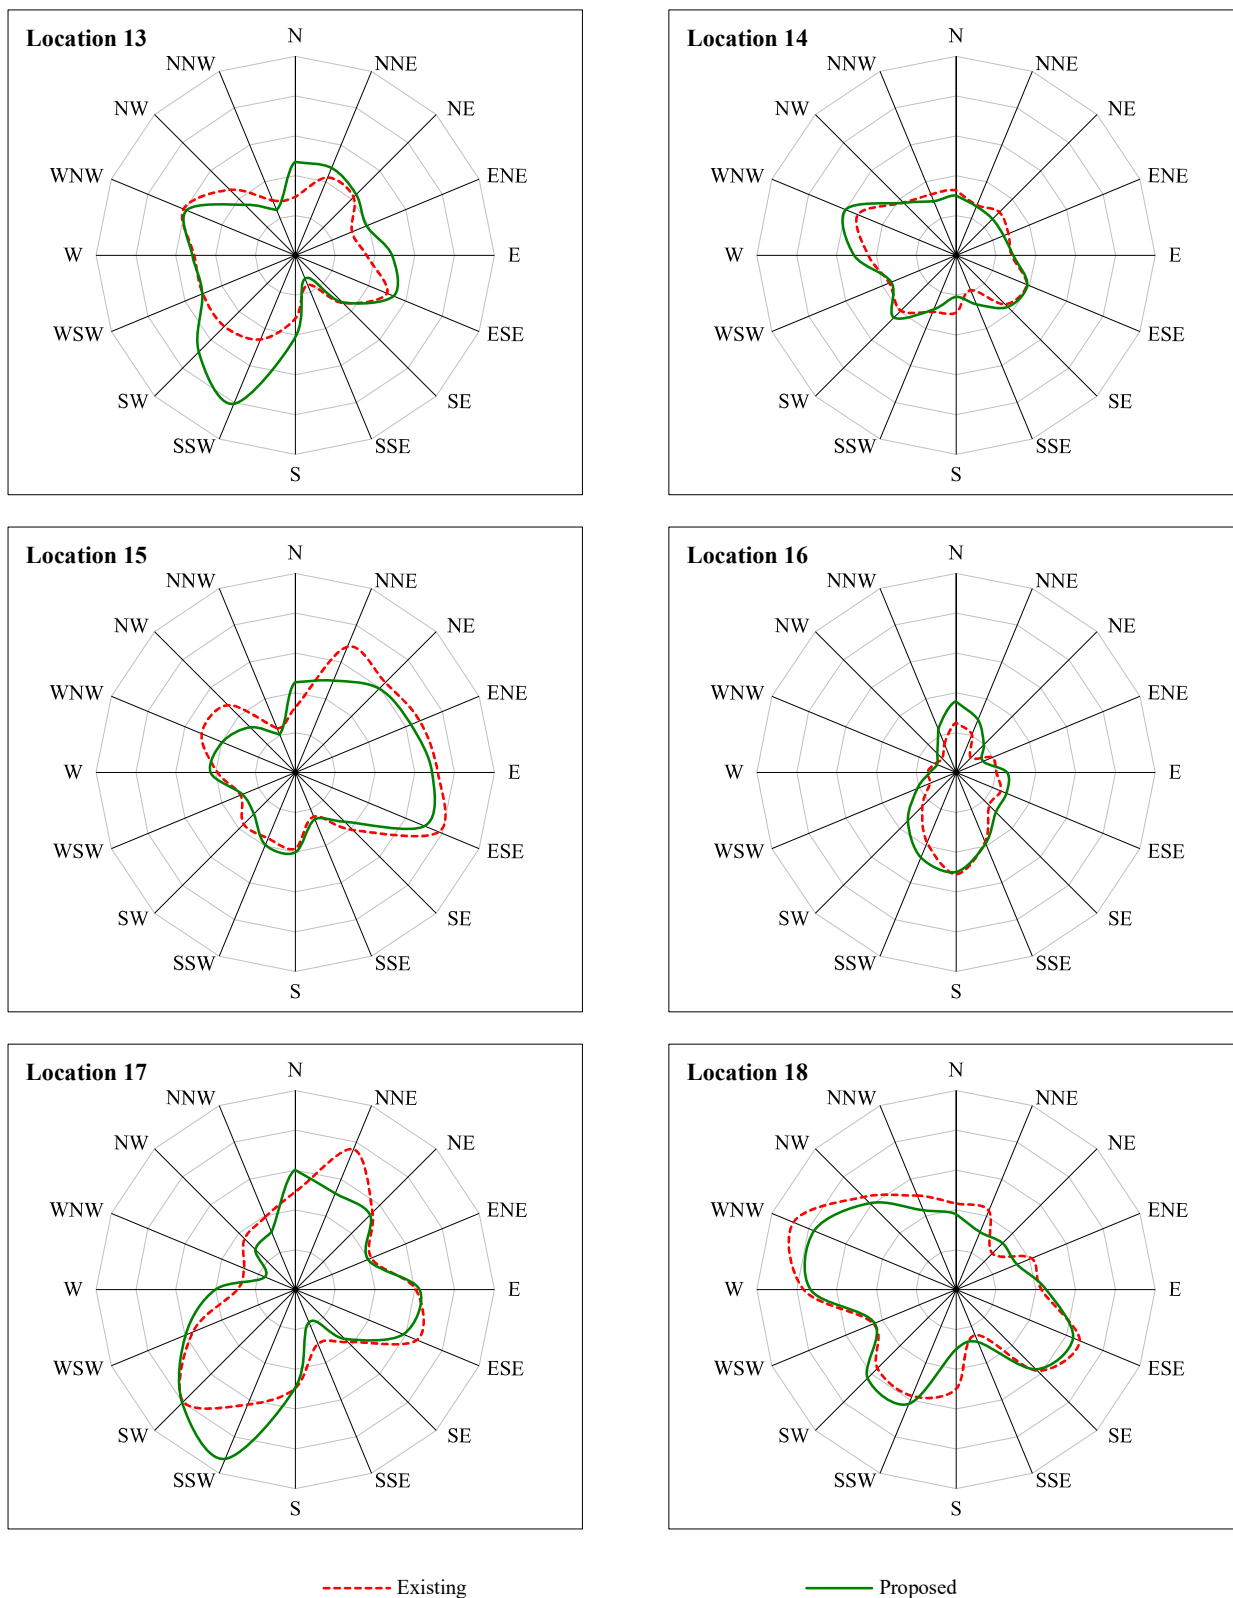 Location 13
N
NNW
NNE
NW
NE
WNW
ENE
W
E
WSW
ESE
SW
SE
SSW
SSE
S
Location 14
N
NNW
NNE
NW
NE
WNW
ENE
W
E
WSW
ESE
SW
SE
SSW
SSE
S
Location 15
N
NNW
NNE
NW
NE
WNW
ENE
W
E
WSW
ESE
SW
SE
SSW
SSE
S
Location 16
N
NNW
NNE
NW
NE
WNW
ENE
W
E
WSW
ESE
SW
SE
SSW
SSE
S
Location 17
N
NNW
NNE
NW
NE
WNW
ENE
W
E
WSW
ESE
SW
SE
SSW
SSE
S
Location 18
N
NNW
NNE
NW
NE
WNW
ENE
W
E
WSW
ESE
SW
SE
SSW
SSE
S
Existing
Proposed